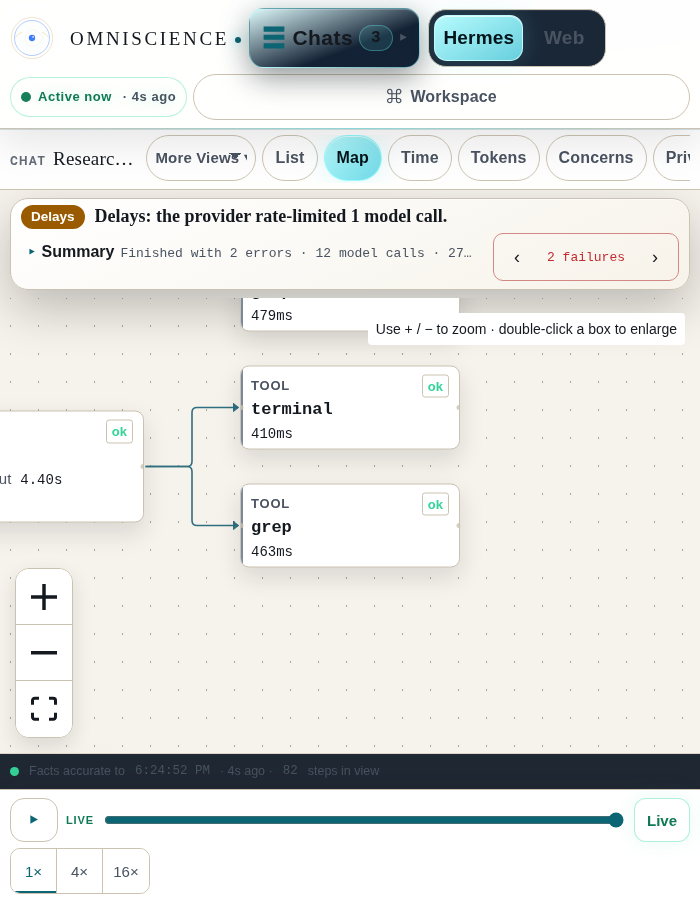 OMNISCIENCE
Chats 3
Hermes Web
Active now · 4s ago
⌘ Workspace
CHAT Researc…
More Views
List Map Time Tokens Concerns Priv
Delays Delays: the provider rate-limited 1 model call.
Summary Finished with 2 errors · 12 model calls · 27…
‹ 2 failures ›
479ms
Use + / − to zoom · double-click a box to enlarge
TOOL ok
terminal
410ms
ok
ut 4.40s
TOOL ok
grep
463ms
Facts accurate to 6:24:52 PM · 4s ago · 82 steps in view
LIVE Live
1× 4× 16×